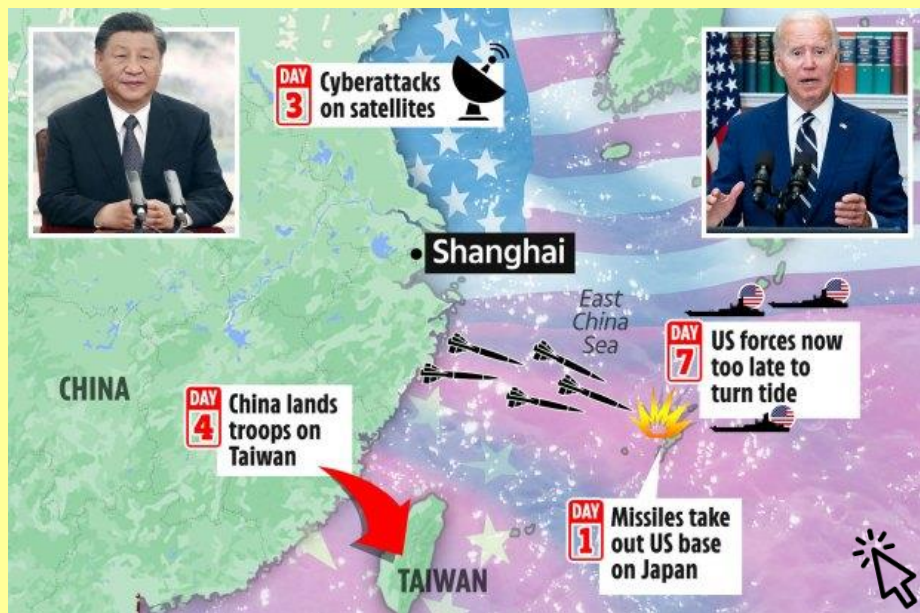 DAY
3
Cyberattacks
on satellites
Shanghai
East
China
Sea
DAY
7
US forces now
too late to
turn tide
CHINA
DAY
4
China lands
troops on
Taiwan
DAY
1
Missiles take
out US base
on Japan
TAIWAN